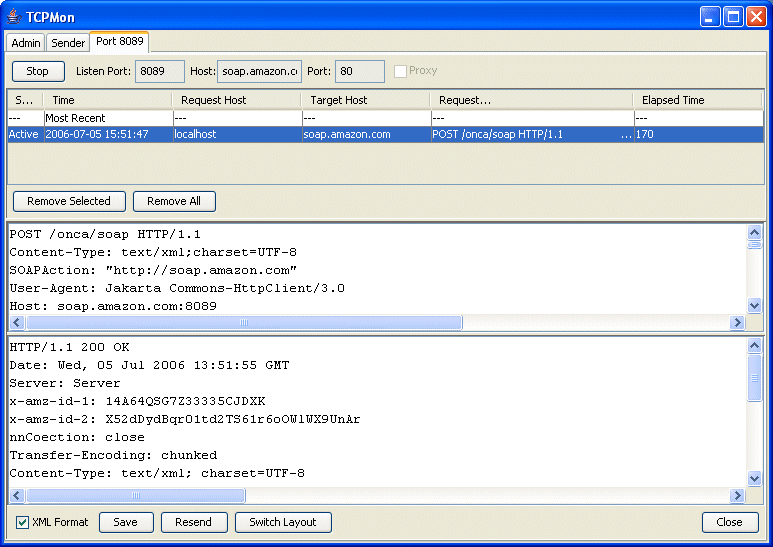 TCPMon
Admin Sender Port 8089
Stop Listen Port: 8089 Host: soap.amazon.co Port: 80 Proxy
S... Time Request Host Target Host Request... Elapsed Time
--- Most Recent --- --- --- ---
Active 2006-07-05 15:51:47 localhost soap.amazon.com POST /onca/soap HTTP/1.1 ... 170
Remove Selected Remove All
POST /onca/soap HTTP/1.1
Content-Type: text/xml;charset=UTF-8
SOAPAction: "http://soap.amazon.com"
User-Agent: Jakarta Commons-HttpClient/3.0
Host: soap.amazon.com:8089
HTTP/1.1 200 OK
Date: Wed, 05 Jul 2006 13:51:55 GMT
Server: Server
x-amz-id-1: 14A64QSG7Z33335CJDXK
x-amz-id-2: X52dDydBqrO1td2TS61r6oOWlWX9UnAr
nnCoection: close
Transfer-Encoding: chunked
Content-Type: text/xml; charset=UTF-8
XML Format Save Resend Switch Layout Close